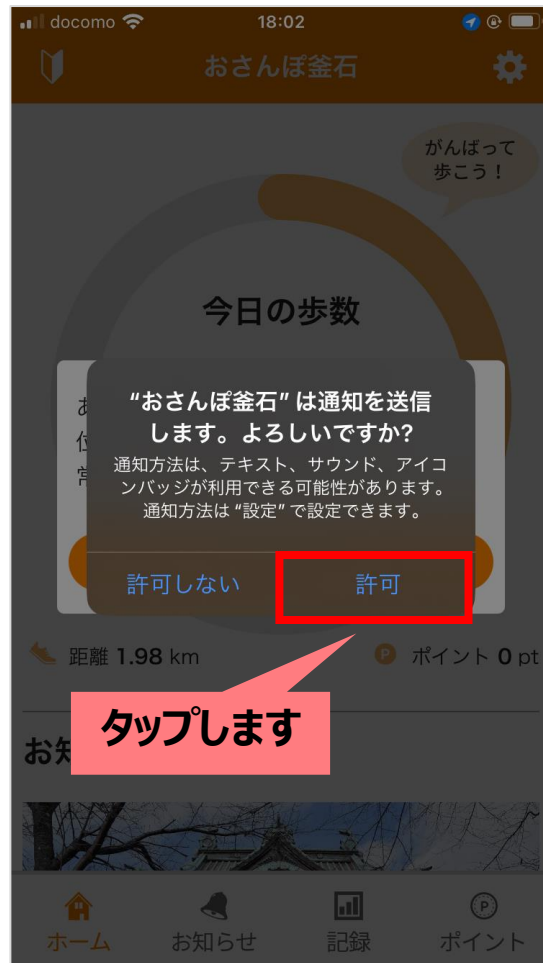 docomo 18:02
おさんぽ釜石
がんばって
歩こう！
今日の歩数
あ
“おさんぽ釜石”は通知を送信
します。よろしいですか?
位
通知方法は、テキスト、サウンド、アイコ
常
ンバッジが利用できる可能性があります。
通知方法は“設定”で設定できます。
許可しない 許可
距離 1.98 km P ポイント 0 pt
タップします
お知
ホーム お知らせ 記録 P ポイント